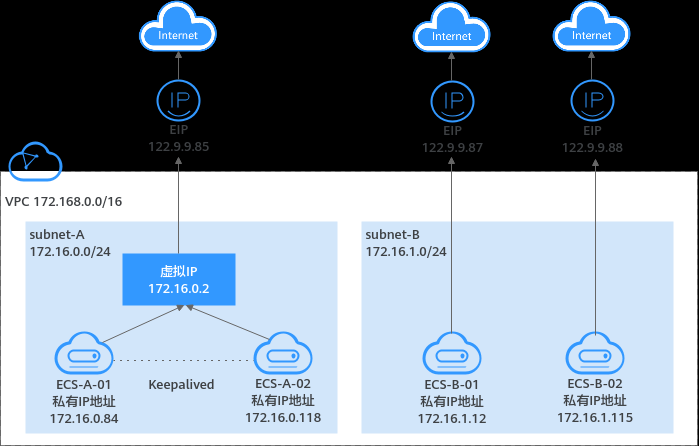 Internet
Internet
Internet
EIP
122.9.9.85
EIP
122.9.9.87
EIP
122.9.9.88
VPC 172.168.0.0/16
subnet-A
172.16.0.0/24
虚拟IP
172.16.0.2
ECS-A-01
私有IP地址
172.16.0.84
Keepalived
ECS-A-02
私有IP地址
172.16.0.118
subnet-B
172.16.1.0/24
ECS-B-01
私有IP地址
172.16.1.12
ECS-B-02
私有IP地址
172.16.1.115